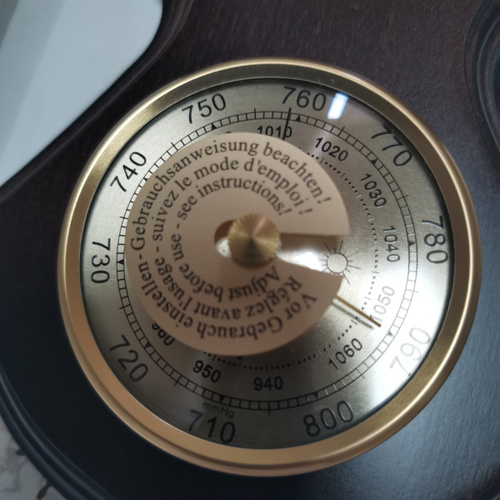 710
720
730
740
750
760
770
780
790
800
mmHg
940
950
960
1010
1020
1030
1040
1050
1060
Gebrauchsanweisung beachten!
suivez le mode d'emploi!
see instructions!
Vor Gebrauch einstellen -
Réglez avant l'usage -
Adjust before use -